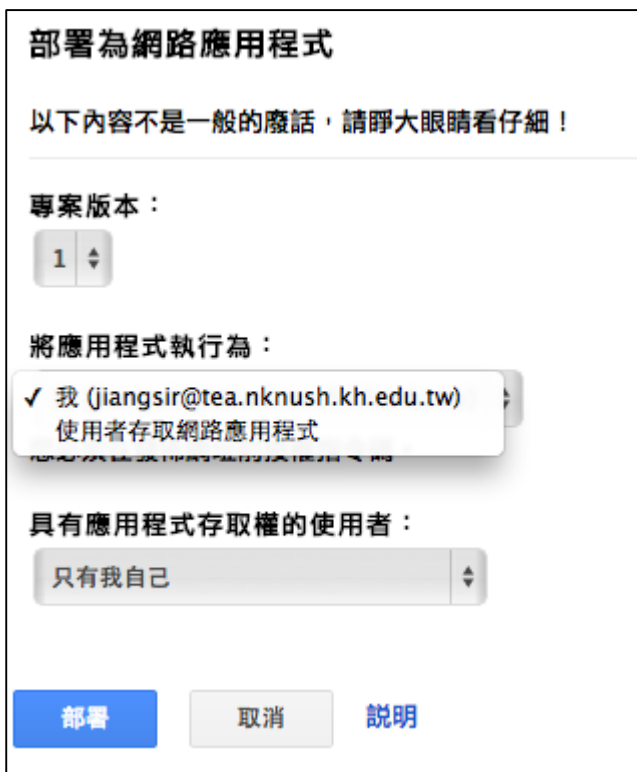 部署為網路應用程式
以下內容不是一般的廢話，請睜大眼睛看仔細！
專案版本：
1
將應用程式執行為：
✓ 我 (jiangsir@tea.nknush.kh.edu.tw)
使用者存取網路應用程式
具有應用程式存取權的使用者：
只有我自己
部署 取消 説明